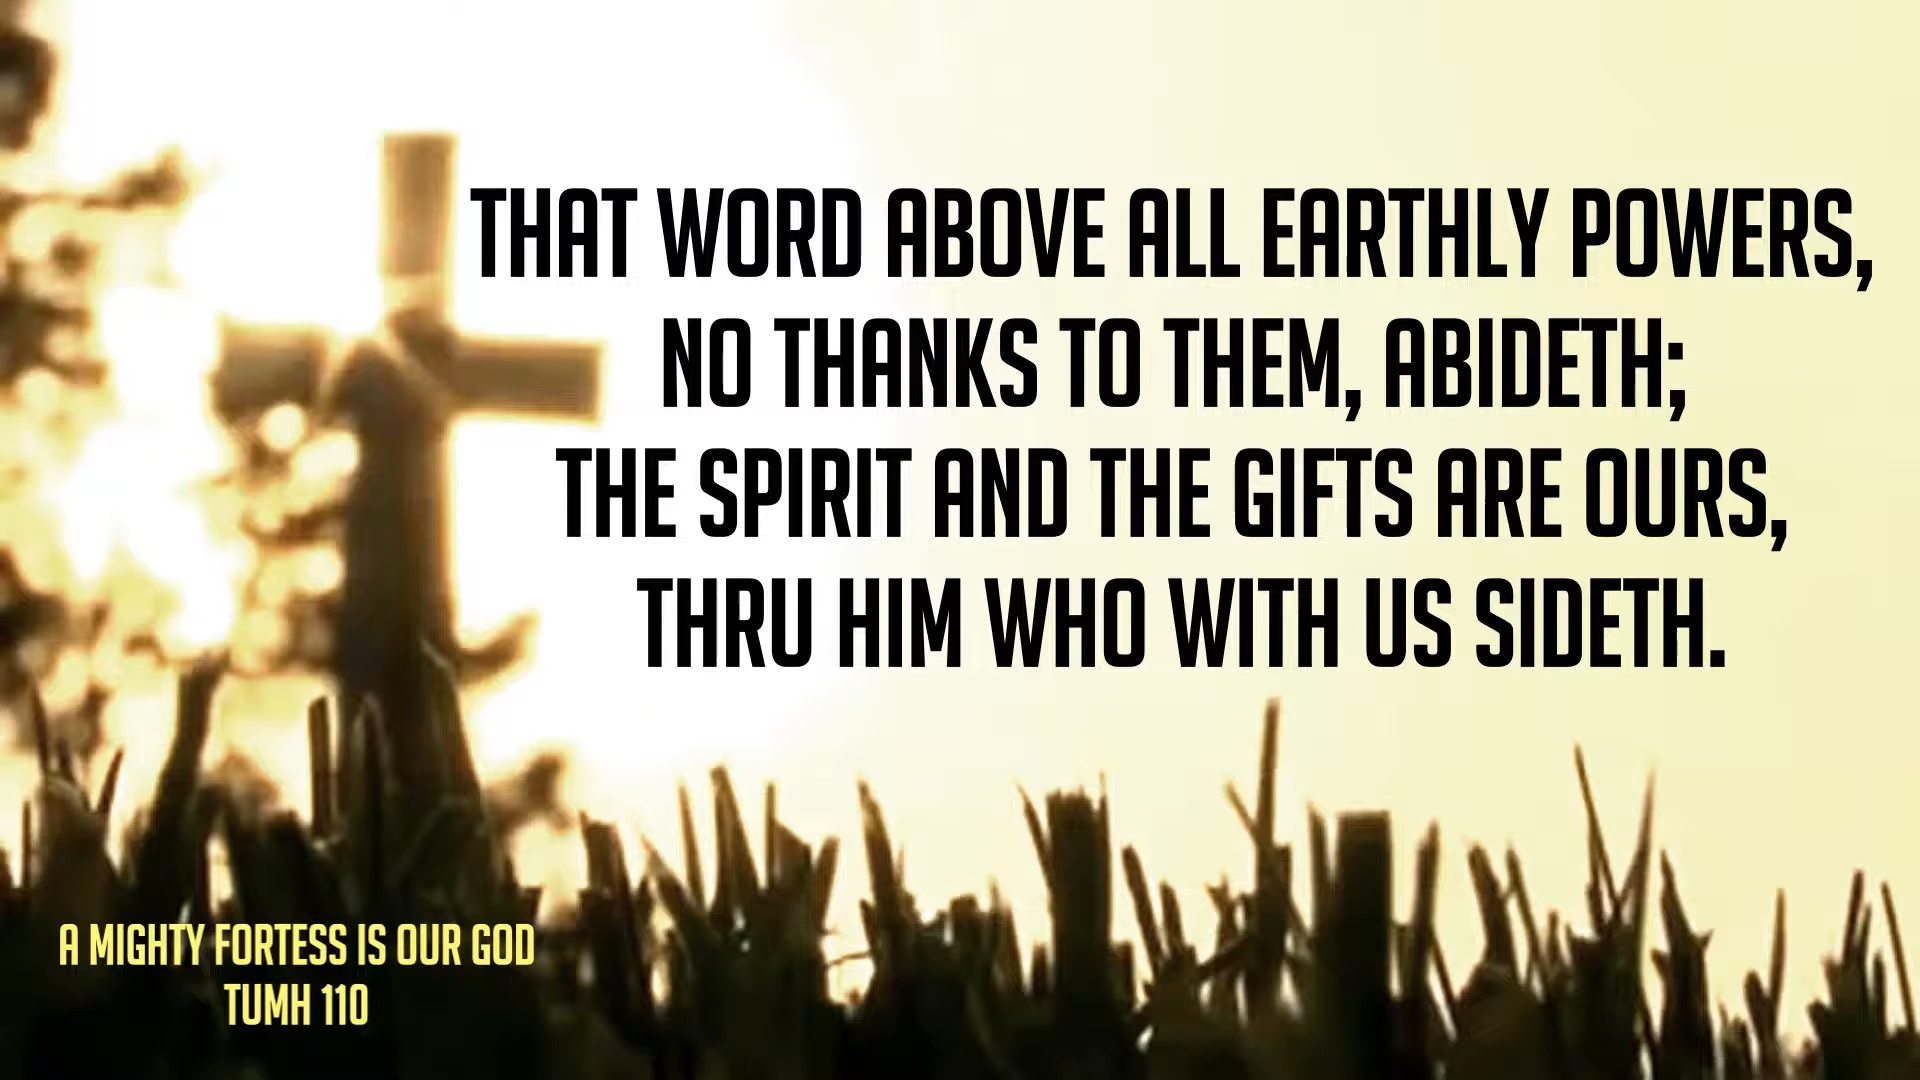 THAT WORD ABOVE ALL EARTHLY POWERS,
NO THANKS TO THEM, ABIDETH;
THE SPIRIT AND THE GIFTS ARE OURS,
THRU HIM WHO WITH US SIDETH.
A MIGHTY FORTESS IS OUR GOD
TUMH 110